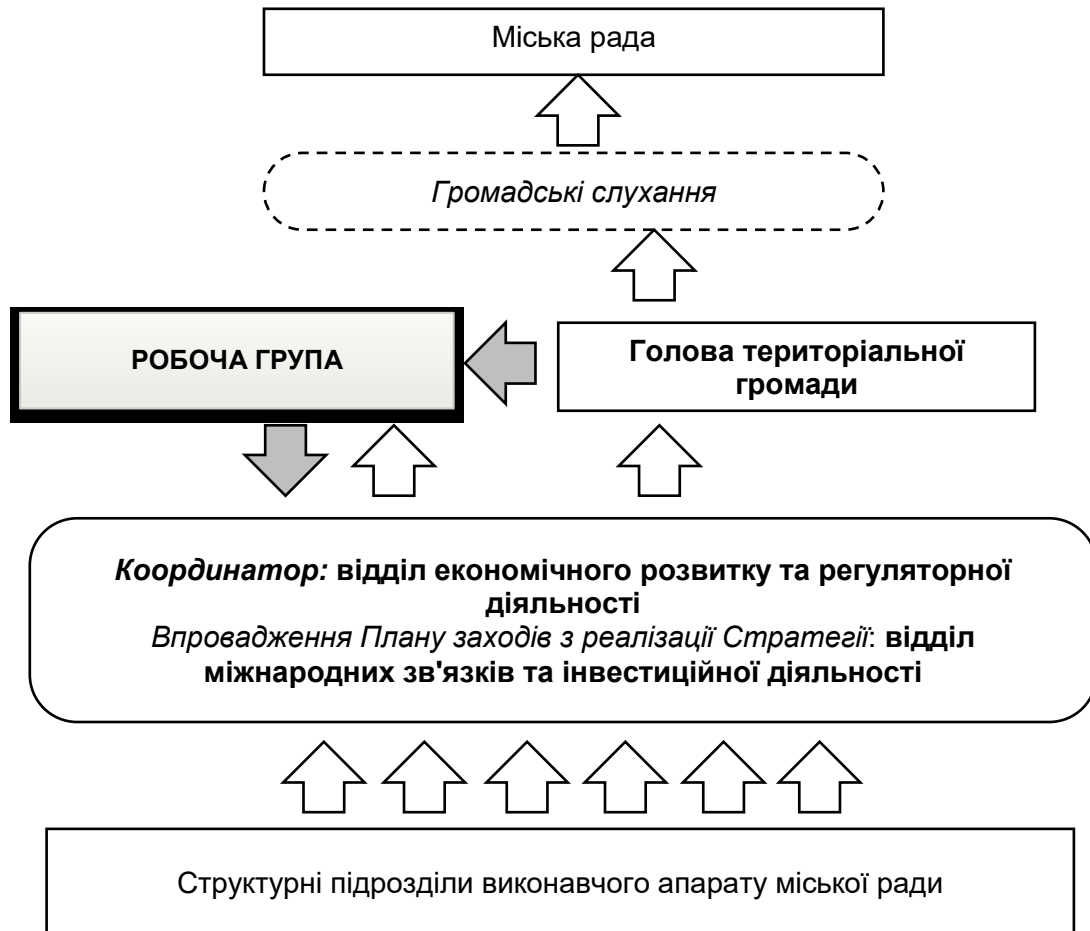 Міська рада
Громадські слухання
РОБОЧА ГРУПА
Голова територіальної
громади
Координатор: відділ економічного розвитку та регуляторної
діяльності
Впровадження Плану заходів з реалізації Стратегії: відділ
міжнародних зв'язків та інвестиційної діяльності
Структурні підрозділи виконавчого апарату міської ради